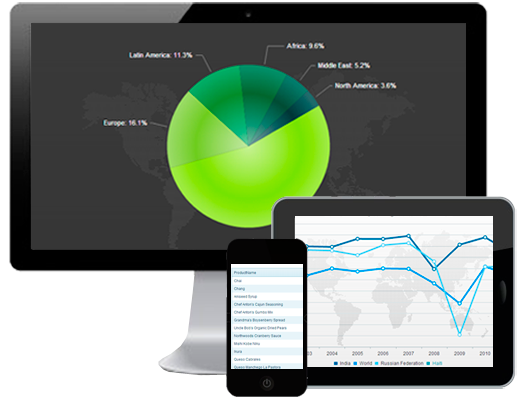 Africa: 9.6%
Latin America: 11.3%
Middle East: 5.2%
North America: 3.6%
Europe: 16.1%
ProductName
Chai
Chang
Aniseed Syrup
Chef Anton's Cajun Seasoning
Chef Anton's Gumbo Mix
Grandma's Boysenberry Spread
Uncle Bob's Organic Dried Pears
Northwoods Cranberry Sauce
Mishi Kobe Niku
Ikura
Queso Cabrales
Queso Manchego La Pastora
03 2004 2005 2006 2007 2008 2009 2010
India World Russian Federation Haiti